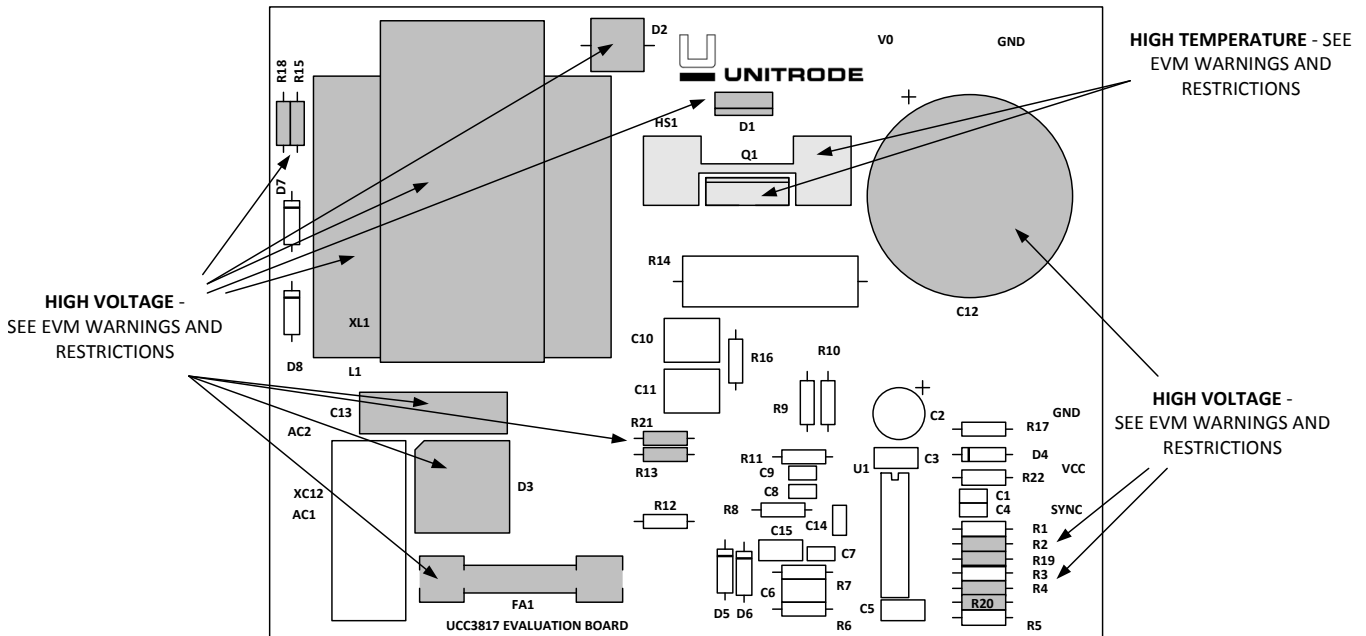 D2
UNITRODE
V0
GND
HIGH TEMPERATURE - SEE
EVM WARNINGS AND
RESTRICTIONS
R18
R15
HS1
D1
Q1
D7
R14
C12
HIGH VOLTAGE -
SEE EVM WARNINGS AND
RESTRICTIONS
XL1
D8
L1
C10
R16
R10
C11
R9
C13
AC2
R21
R13
C2
GND
R17
HIGH VOLTAGE -
SEE EVM WARNINGS AND
RESTRICTIONS
D3
R11
C9
C8
U1
C3
D4
VCC
R22
XC12
AC1
R12
R8
C14
C1
C4
SYNC
R1
R2
R19
R3
R4
R20
R5
C15
C7
C6
R7
R6
C5
D5
D6
FA1
UCC3817 EVALUATION BOARD